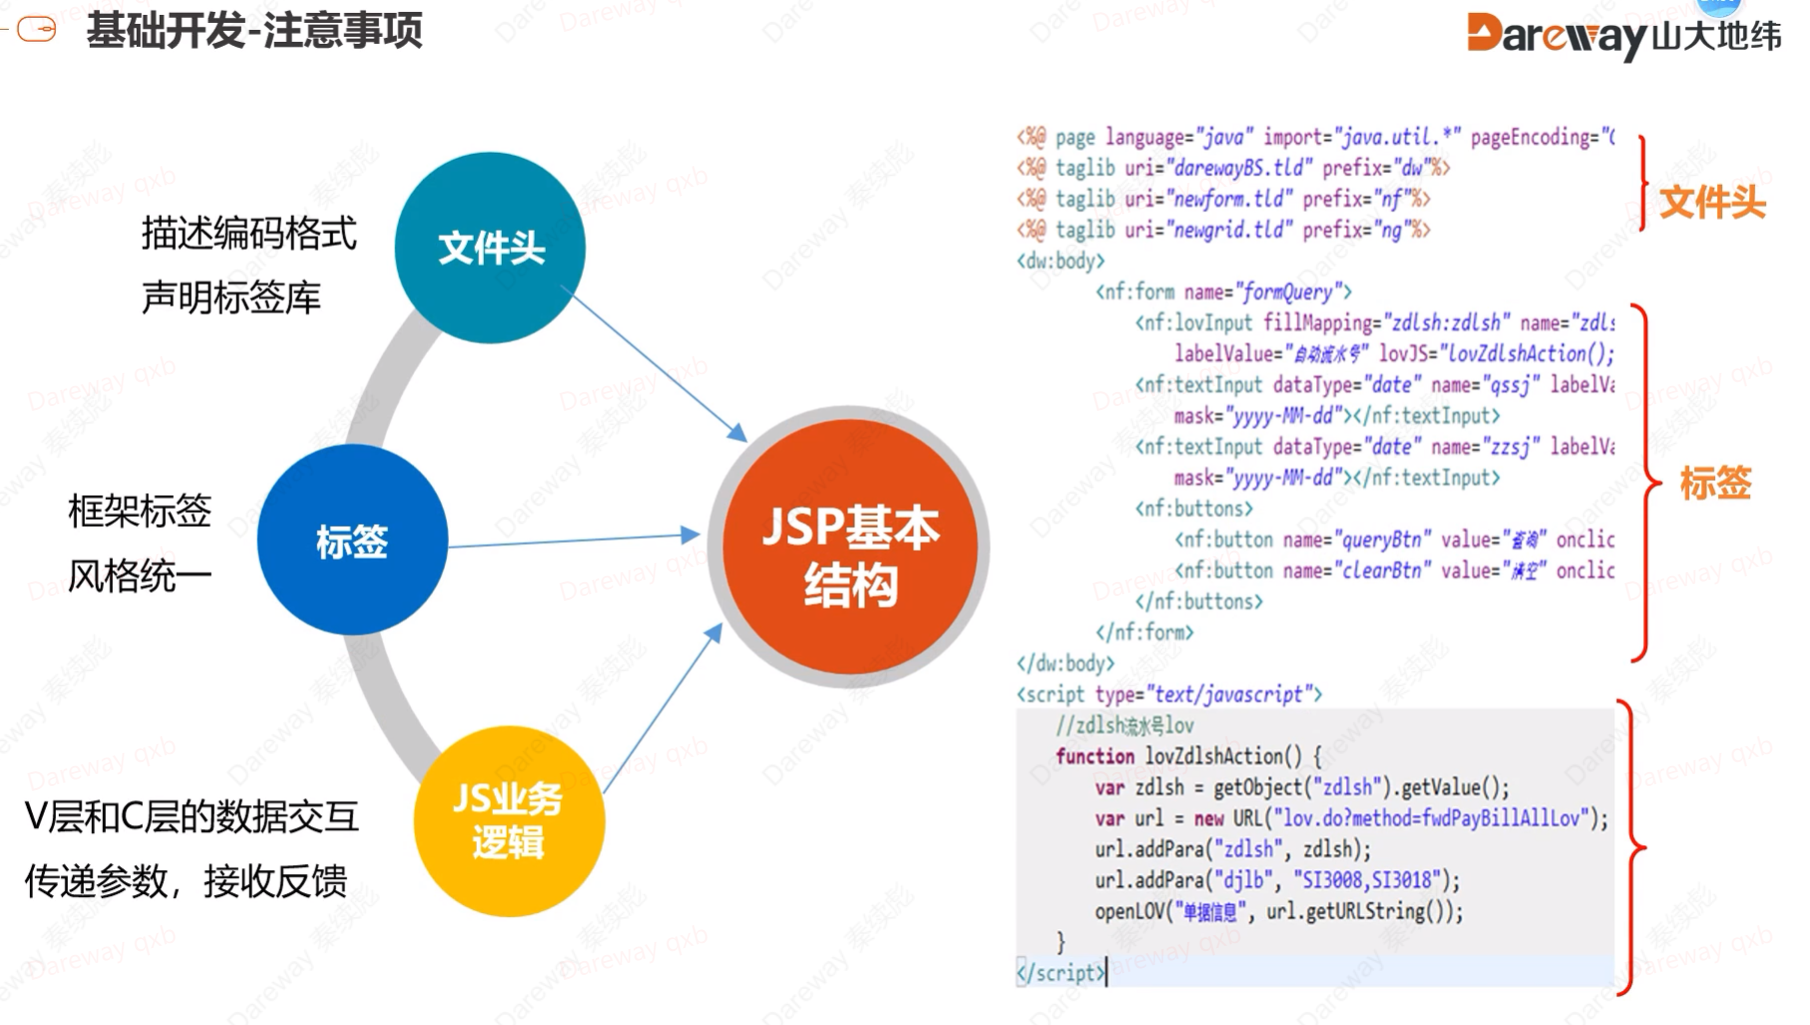 基础开发-注意事项
Dareway山大地纬
描述编码格式
声明标签库
文件头
框架标签
风格统一
标签
V层和C层的数据交互
传递参数，接收反馈
JS业务
逻辑
JSP基本
结构
<%@ page language="java" import="java.util.*" pageEncoding="
<%@ taglib uri="darewayBS.tld" prefix="dw"%>
<%@ taglib uri="newform.tld" prefix="nf"%>
<%@ taglib uri="newgrid.tld" prefix="ng"%>
<dw:body>
<nf:form name="formQuery">
<nf:lovInput fillMapping="zdlsh:zdlsh" name="zdls
labelValue="自动流水号" lovJS="lovZdlshAction();
<nf:textInput dataType="date" name="qssj" labelVa
mask="yyyy-MM-dd"></nf:textInput>
<nf:textInput dataType="date" name="zzsj" labelVa
mask="yyyy-MM-dd"></nf:textInput>
<nf:buttons>
<nf:button name="queryBtn" value="查询" onclic
<nf:button name="clearBtn" value="清空" onclic
</nf:buttons>
</nf:form>
</dw:body>
<script type="text/javascript">
//zdlsh流水号lov
function lovZdlshAction() {
var zdlsh = getObject("zdlsh").getValue();
var url = new URL("lov.do?method=fwdPayBillAllLov");
url.addPara("zdlsh", zdlsh);
url.addPara("djlb", "SI3008,SI3018");
openLOV("单据信息", url.getURLString());
}
</script>
文件头
标签
Dareway 秦续彪
Dareway qxb